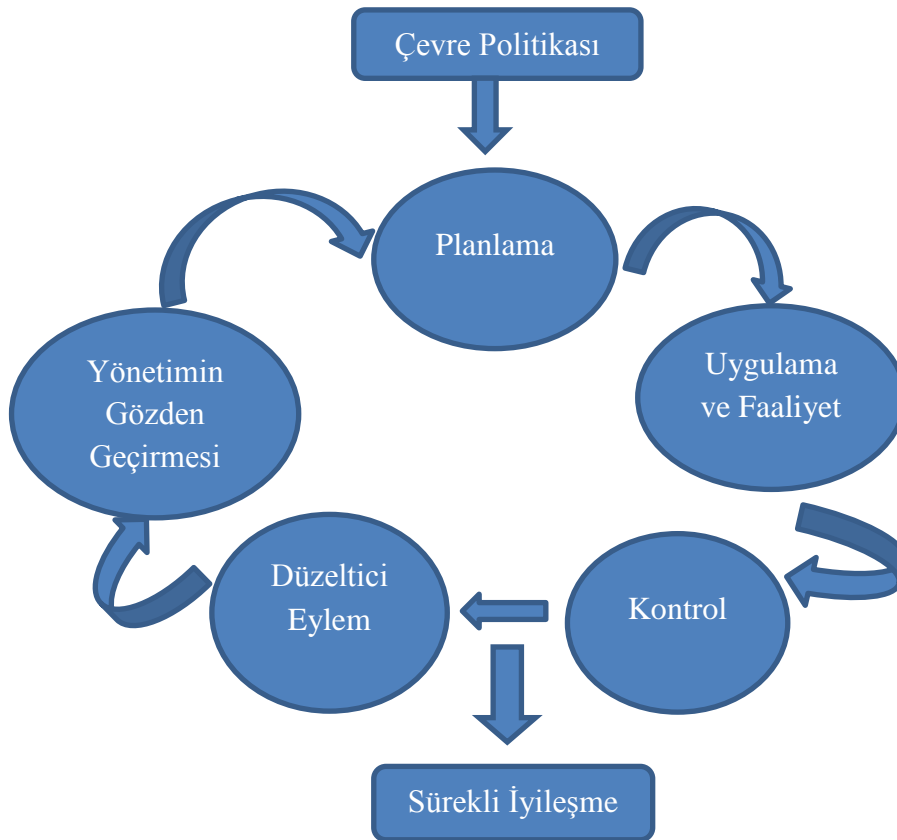 Çevre Politikası
Planlama
Uygulama
ve Faaliyet
Kontrol
Düzeltici
Eylem
Yönetimin
Gözden
Geçirmesi
Sürekli İyileşme